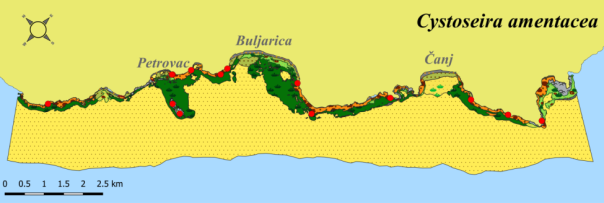 Cystoseira amentacea
Buljarica
Petrovac
Čanj
0 0.5 1 1.5 2 2.5 km